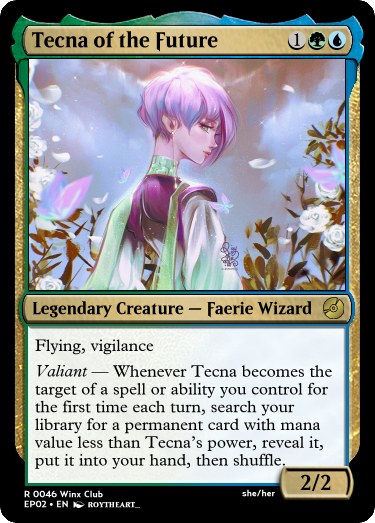 Tecna of the Future 1
Legendary Creature — Faerie Wizard
Flying, vigilance
Valiant — Whenever Tecna becomes the
target of a spell or ability you control for
the first time each turn, search your
library for a permanent card with mana
value less than Tecna's power, reveal it,
put it into your hand, then shuffle.
2/2
R 0046 Winx Club she/her
EP02 • EN ROYTHEART_